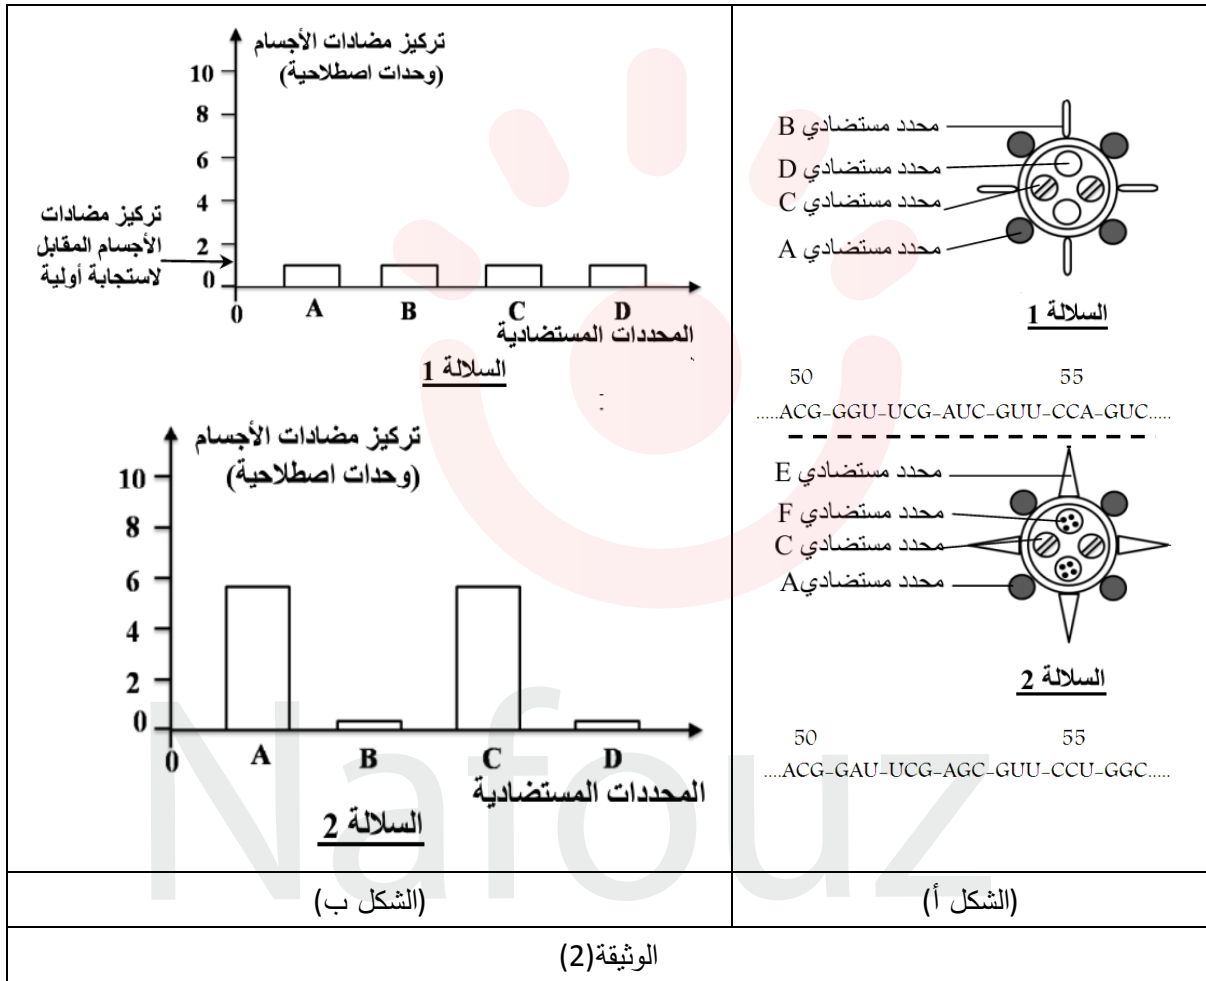 محدد مستضادي B
محدد مستضادي D
محدد مستضادي C
محدد مستضادي A
السلالة 1
50 55
.....ACG-GGU-UCG-AUC-GUU-CCA-GUC.....
محدد مستضادي E
محدد مستضادي F
محدد مستضادي C
محدد مستضادي A
السلالة 2
50 55
....ACG-GAU-UCG-AGC-GUU-CCU-GGC.....
(الشكل أ)
تركيز مضادات الأجسام
(وحدات اصطلاحية)
10
8
6
4
2
0
تركيز مضادات
الأجسام المقابل
لاستجابة أولية
0 A B C D
المحددات المستضادية
السلالة 1
تركيز مضادات الأجسام
(وحدات اصطلاحية)
10
8
6
4
2
0
0 A B C D
المحددات المستضادية
السلالة 2
(الشكل ب)
الوثيقة(2)
Nafouz